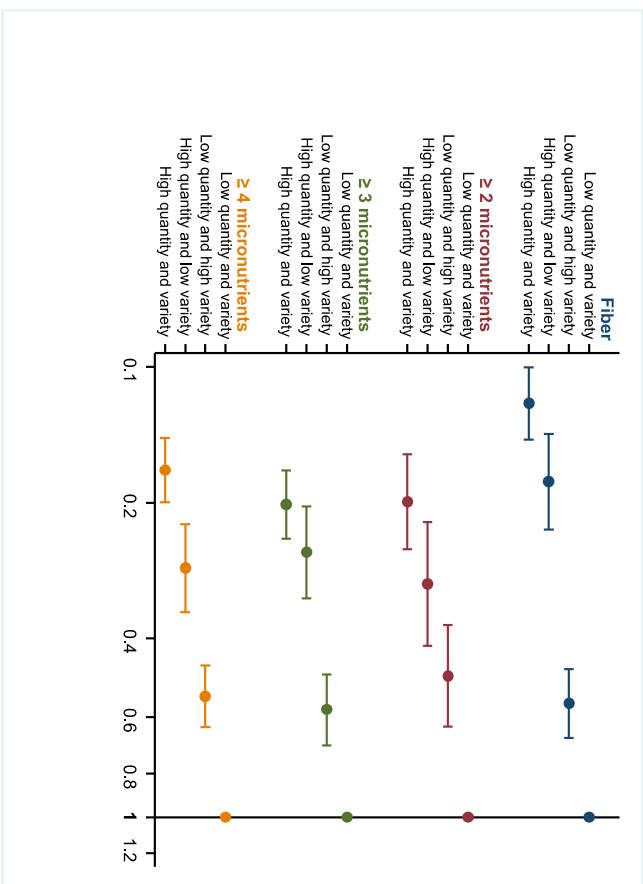 Fiber
Low quantity and variety
Low quantity and high variety
High quantity and low variety
High quantity and variety
≥ 2 micronutrients
Low quantity and variety
Low quantity and high variety
High quantity and low variety
High quantity and variety
≥ 3 micronutrients
Low quantity and variety
Low quantity and high variety
High quantity and low variety
High quantity and variety
≥ 4 micronutrients
Low quantity and variety
Low quantity and high variety
High quantity and low variety
High quantity and variety
0.1
0.2
0.4
0.6
0.8
1
1.2